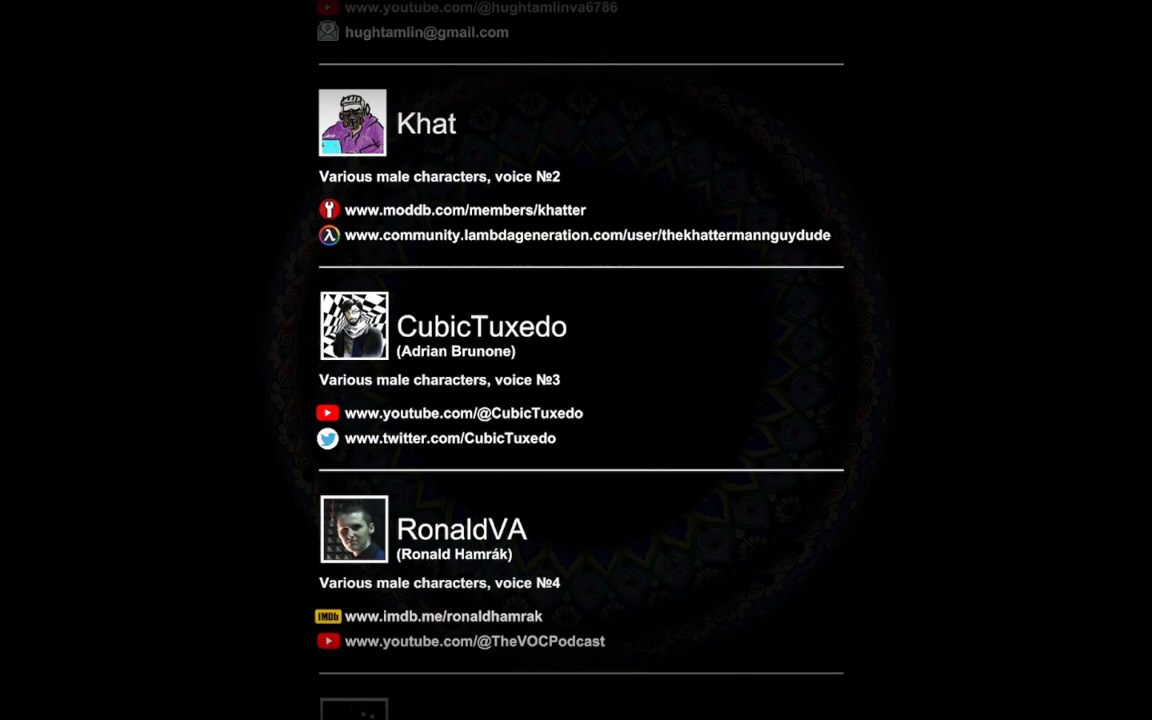 www.youtube.com/@hughtamlinva6786
hughtamlin@gmail.com
Khat
Various male characters, voice №2
www.moddb.com/members/khatter
www.community.lambdageneration.com/user/thekhattermannguydude
CubicTuxedo
(Adrian Brunone)
Various male characters, voice №3
www.youtube.com/@CubicTuxedo
www.twitter.com/CubicTuxedo
RonaldVA
(Ronald Hamrák)
Various male characters, voice №4
IMDb www.imdb.me/ronaldhamrak
www.youtube.com/@TheVOCPodcast